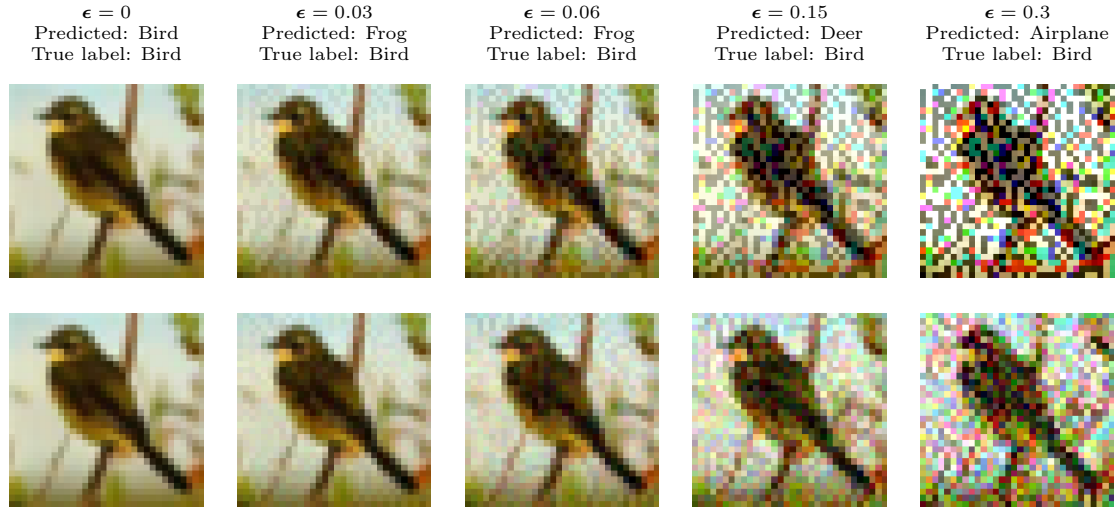 ϵ = 0
Predicted: Bird
True label: Bird
ϵ = 0.03
Predicted: Frog
True label: Bird
ϵ = 0.06
Predicted: Frog
True label: Bird
ϵ = 0.15
Predicted: Deer
True label: Bird
ϵ = 0.3
Predicted: Airplane
True label: Bird